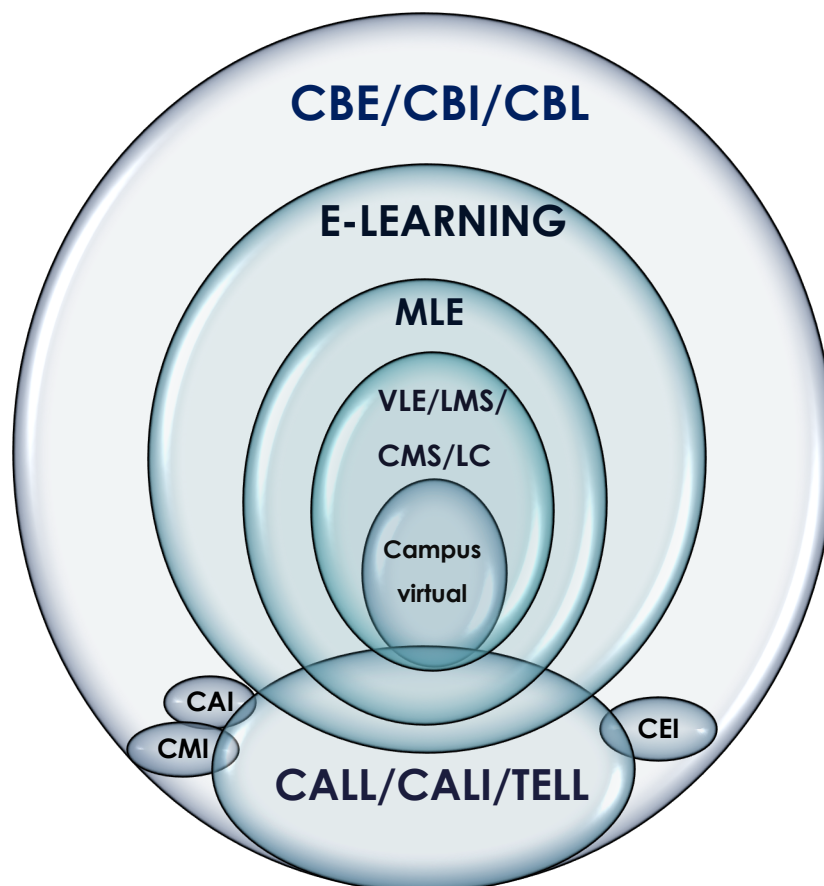 CBE/CBI/CBL
E-LEARNING
MLE
VLE/LMS/
CMS/LC
Campus
virtual
CAI
CMI
CEI
CALL/CALI/TELL